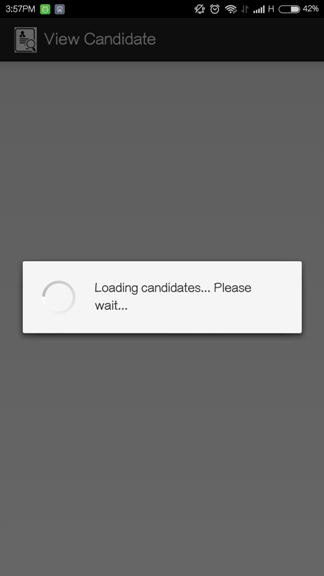 3:57PM H 42%
View Candidate
Loading candidates... Please
wait...